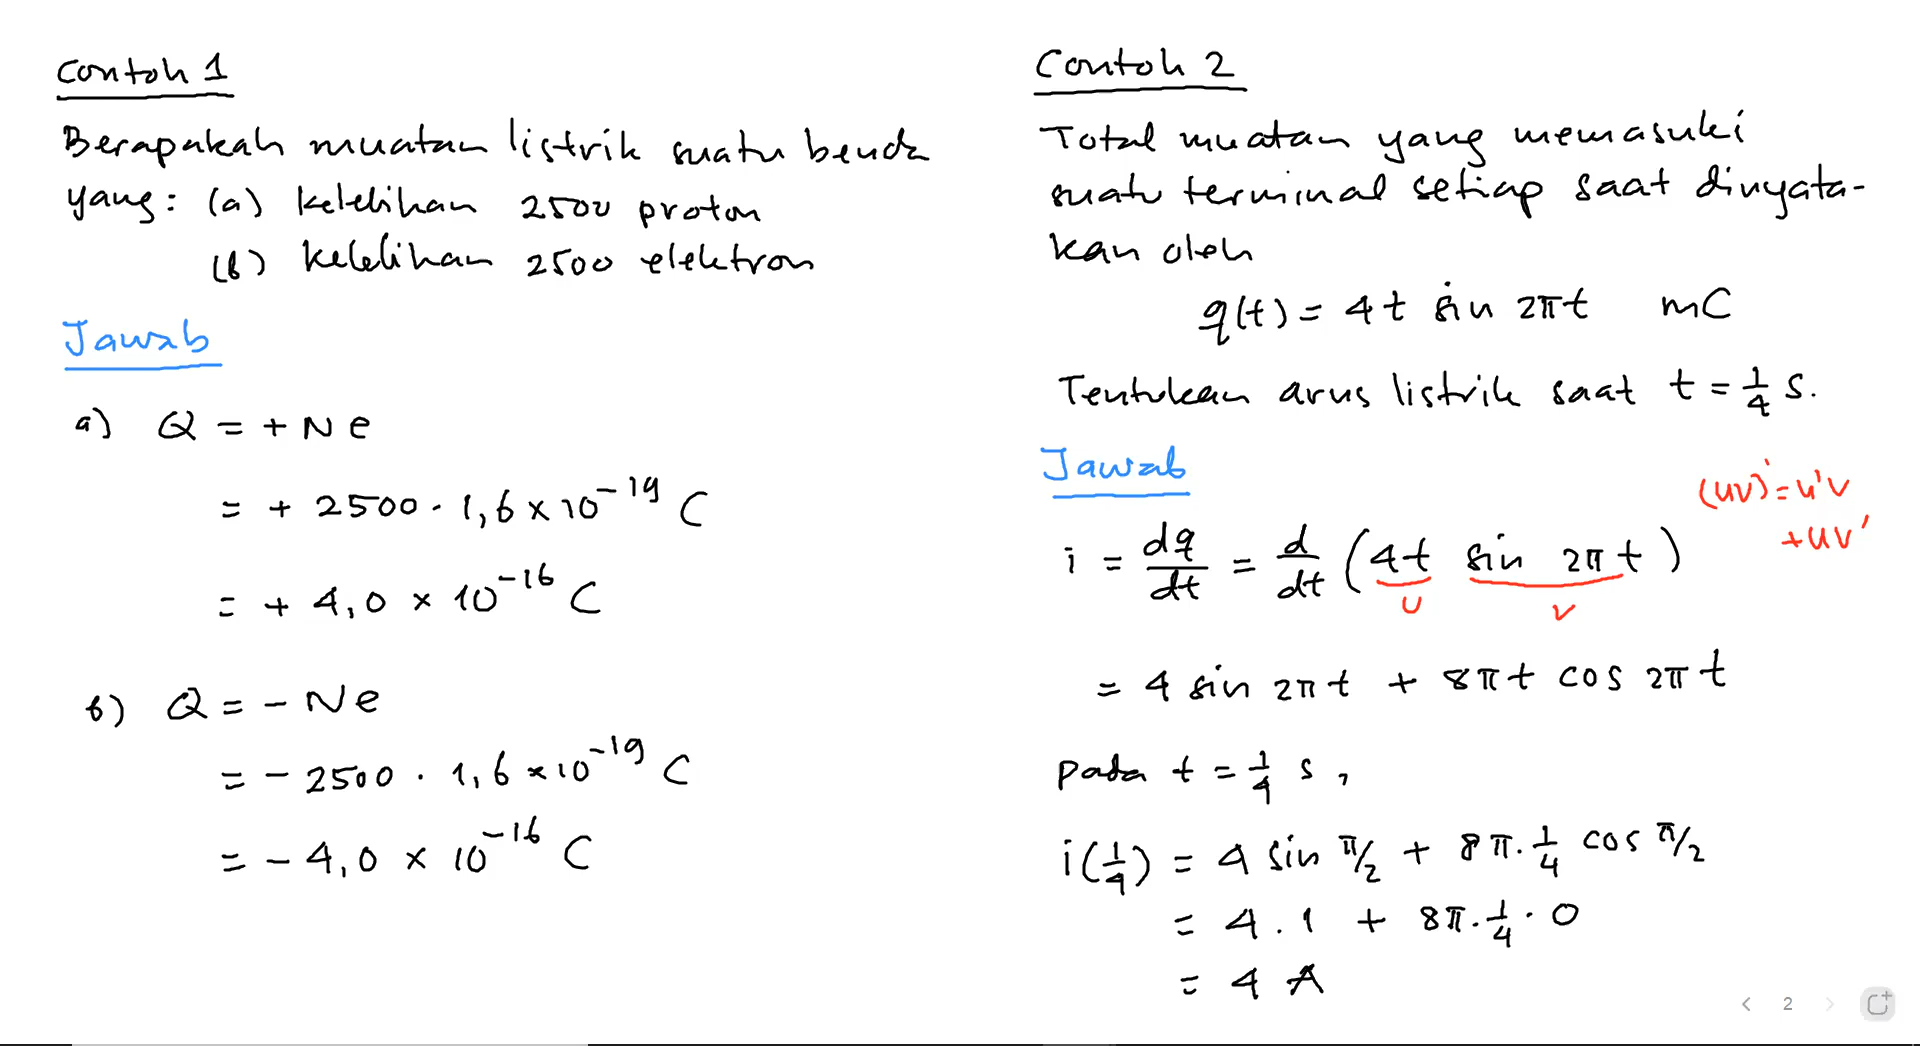 Contoh 1
Berapakah muatan listrik suatu benda
yang: (a) kelebihan 2500 proton
(b) kelebihan 2500 elektron
Jawab
a) Q = + N e
= + 2500 . 1,6 × 10⁻¹⁹ C
= + 4,0 × 10⁻¹⁶ C
b) Q = - N e
= - 2500 . 1,6 × 10⁻¹⁹ C
= - 4,0 × 10⁻¹⁶ C
Contoh 2
Total muatan yang memasuki
suatu terminal setiap saat dinyata-
kan oleh
q(t) = 4t sin 2πt mC
Tentukan arus listrik saat t = 1/4 s.
Jawab
(uv)' = u'v
+ uv'
i = dq/dt = d/dt (4t sin 2πt)
u v
= 4 sin 2πt + 8πt cos 2πt
pada t = 1/4 s,
i(1/4) = 4 sin π/2 + 8π . 1/4 cos π/2
= 4 . 1 + 8π . 1/4 . 0
= 4 A
< 2 >